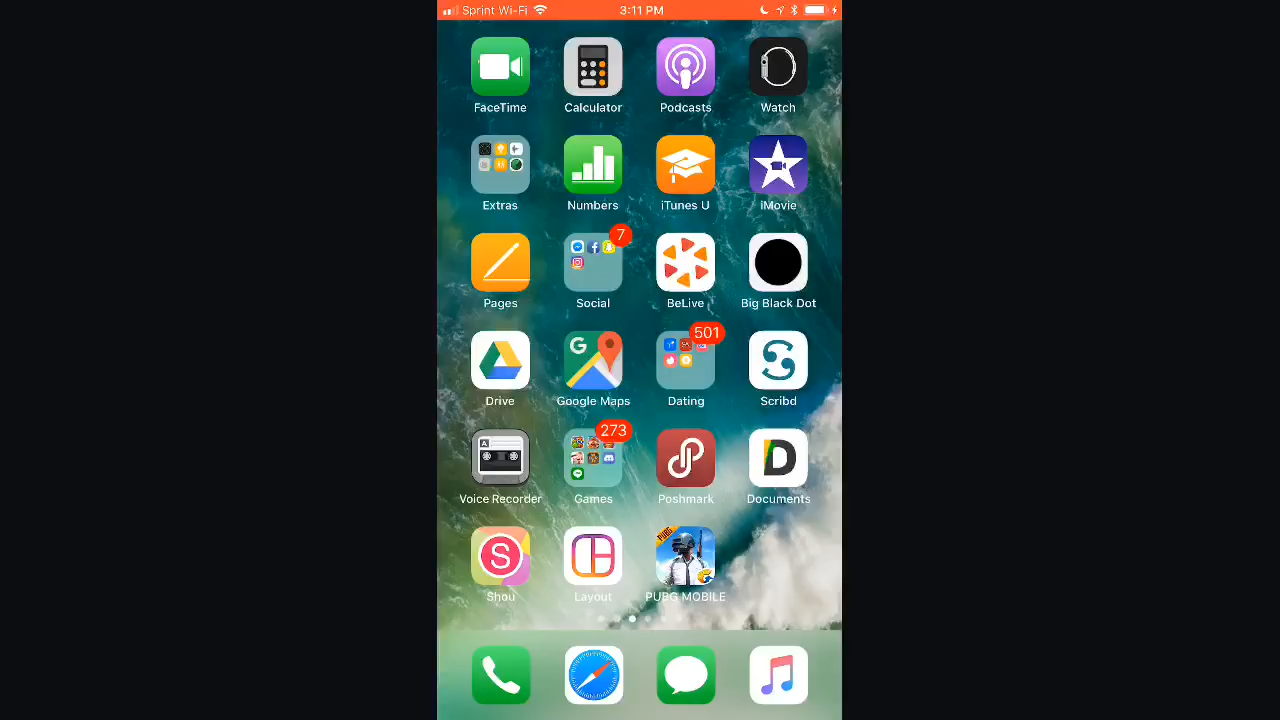 Sprint Wi-Fi 3:11 PM
FaceTime Calculator Podcasts Watch
Extras Numbers iTunes U iMovie
7
Pages Social BeLive Big Black Dot
501
G
Drive Google Maps Dating Scribd
273
A
D
Voice Recorder Games Poshmark Documents
S
PUBG
Shou Layout PUBG MOBILE